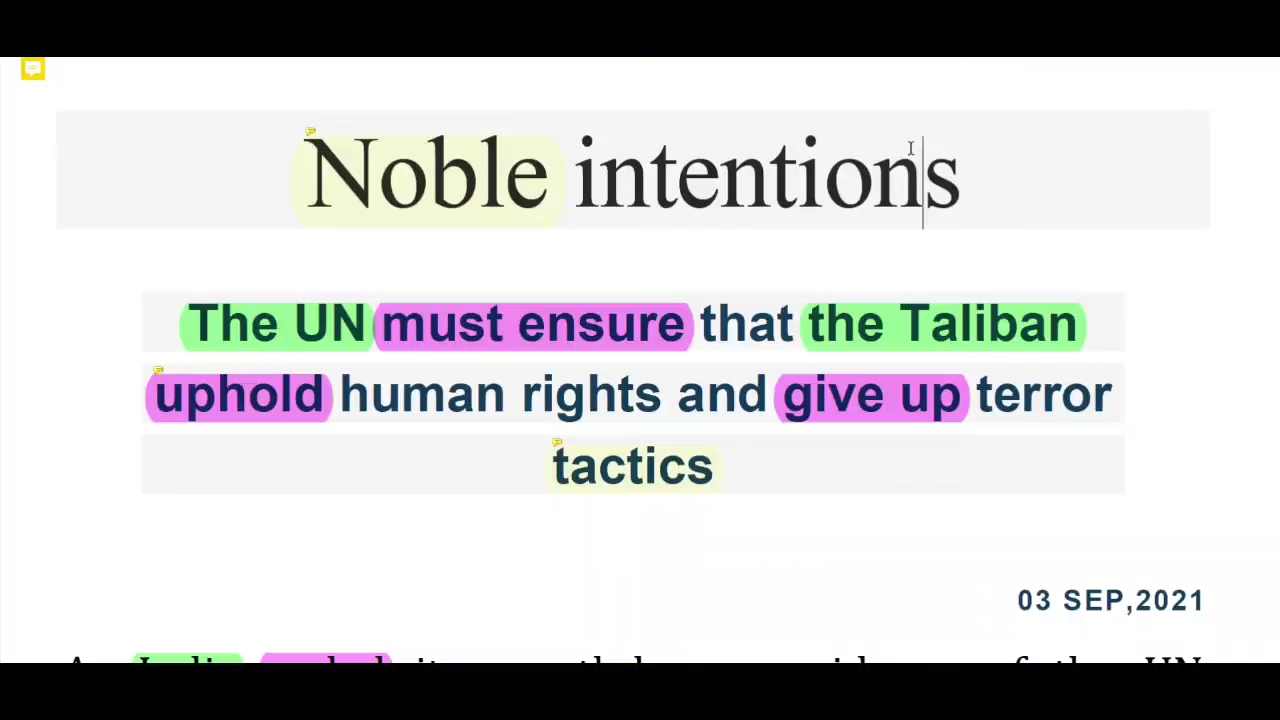 Noble intentions
The UN must ensure that the Taliban
uphold human rights and give up terror
tactics
03 SEP,2021
UN